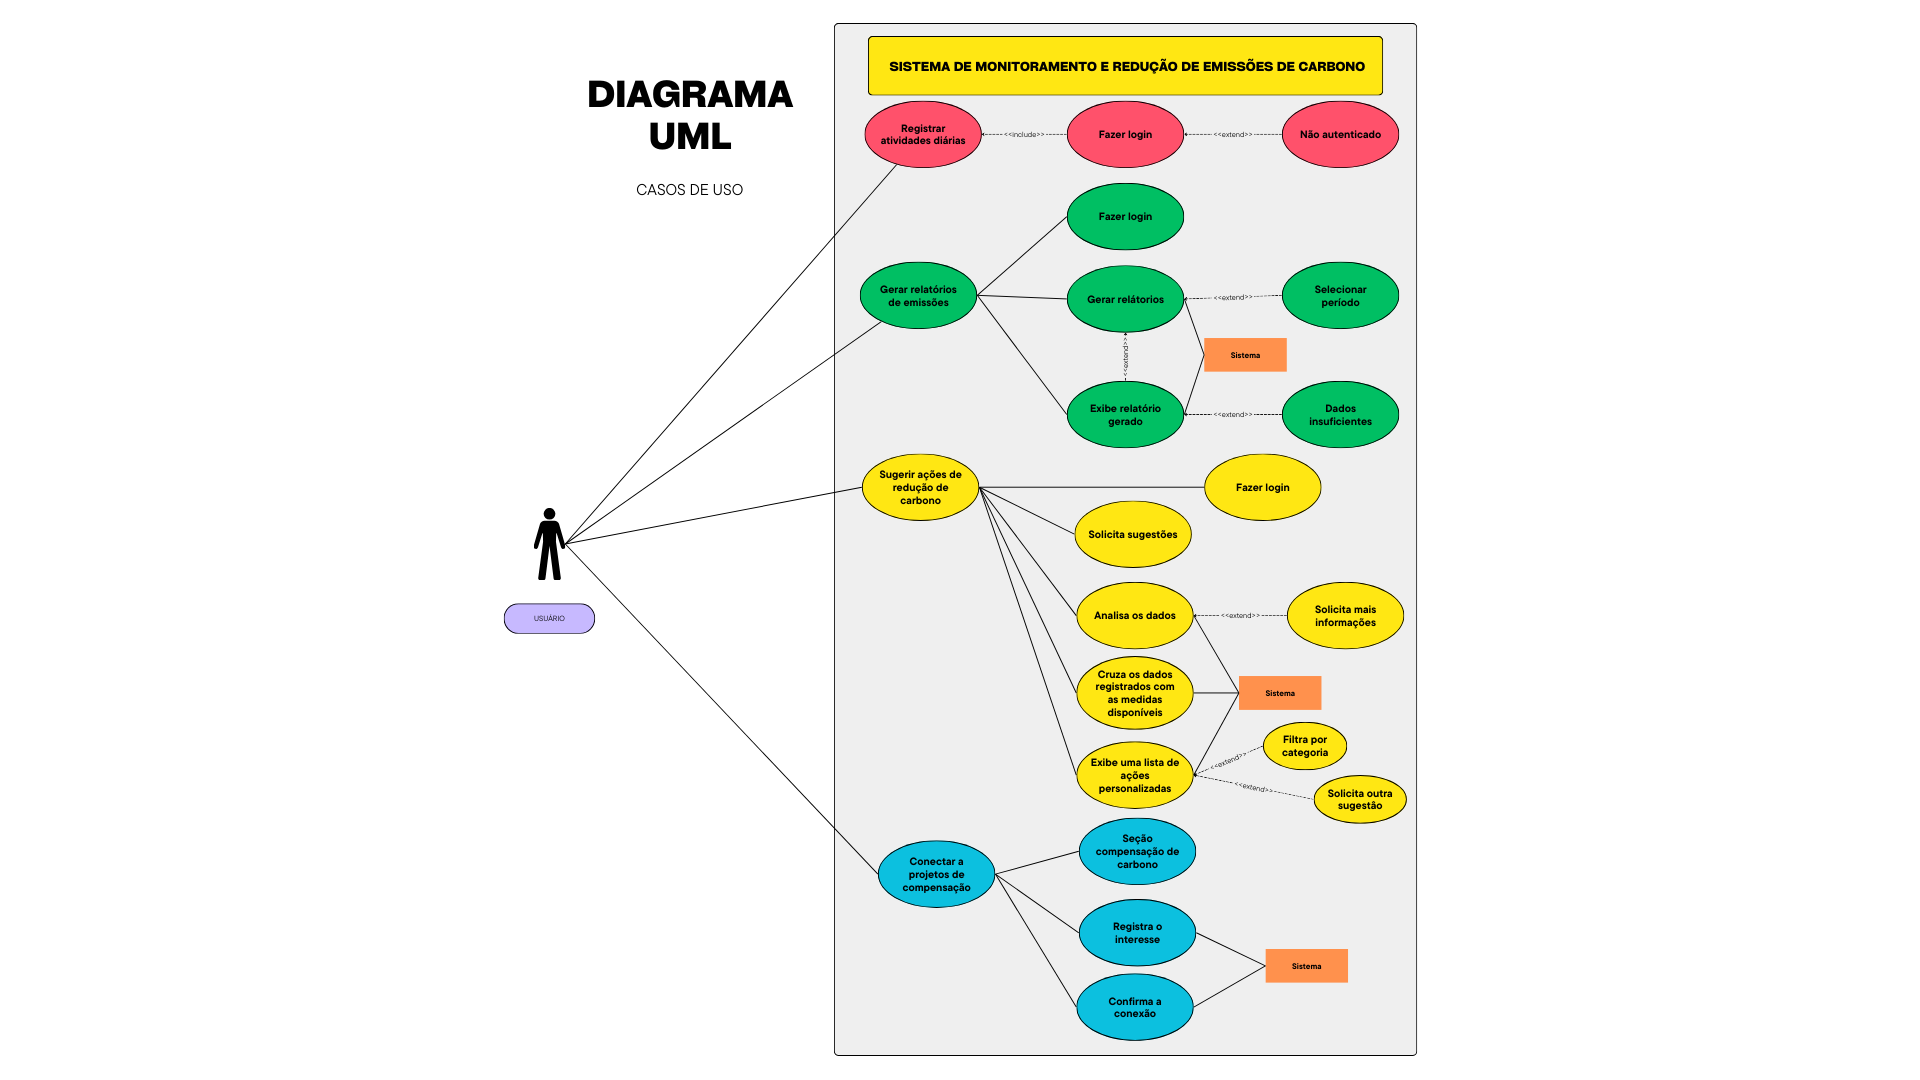 DIAGRAMA
UML
CASOS DE USO
USUÁRIO
SISTEMA DE MONITORAMENTO E REDUÇÃO DE EMISSÕES DE CARBONO
Registrar
atividades diárias
<<include>>
Fazer login
<<extend>>
Não autenticado
Fazer login
Gerar relatórios
de emissões
Gerar relátorios
<<extend>>
Selecionar
período
<<extend>>
Sistema
Exibe relatório
gerado
<<extend>>
Dados
insuficientes
Sugerir ações de
redução de
carbono
Fazer login
Solicita sugestões
Analisa os dados
<<extend>>
Solicita mais
informações
Cruza os dados
registrados com
as medidas
disponíveis
Sistema
Filtra por
categoria
<<extend>>
Exibe uma lista de
ações
personalizadas
<<extend>>
Solicita outra
sugestão
Seção
compensação de
carbono
Conectar a
projetos de
compensação
Registra o
interesse
Sistema
Confirma a
conexão